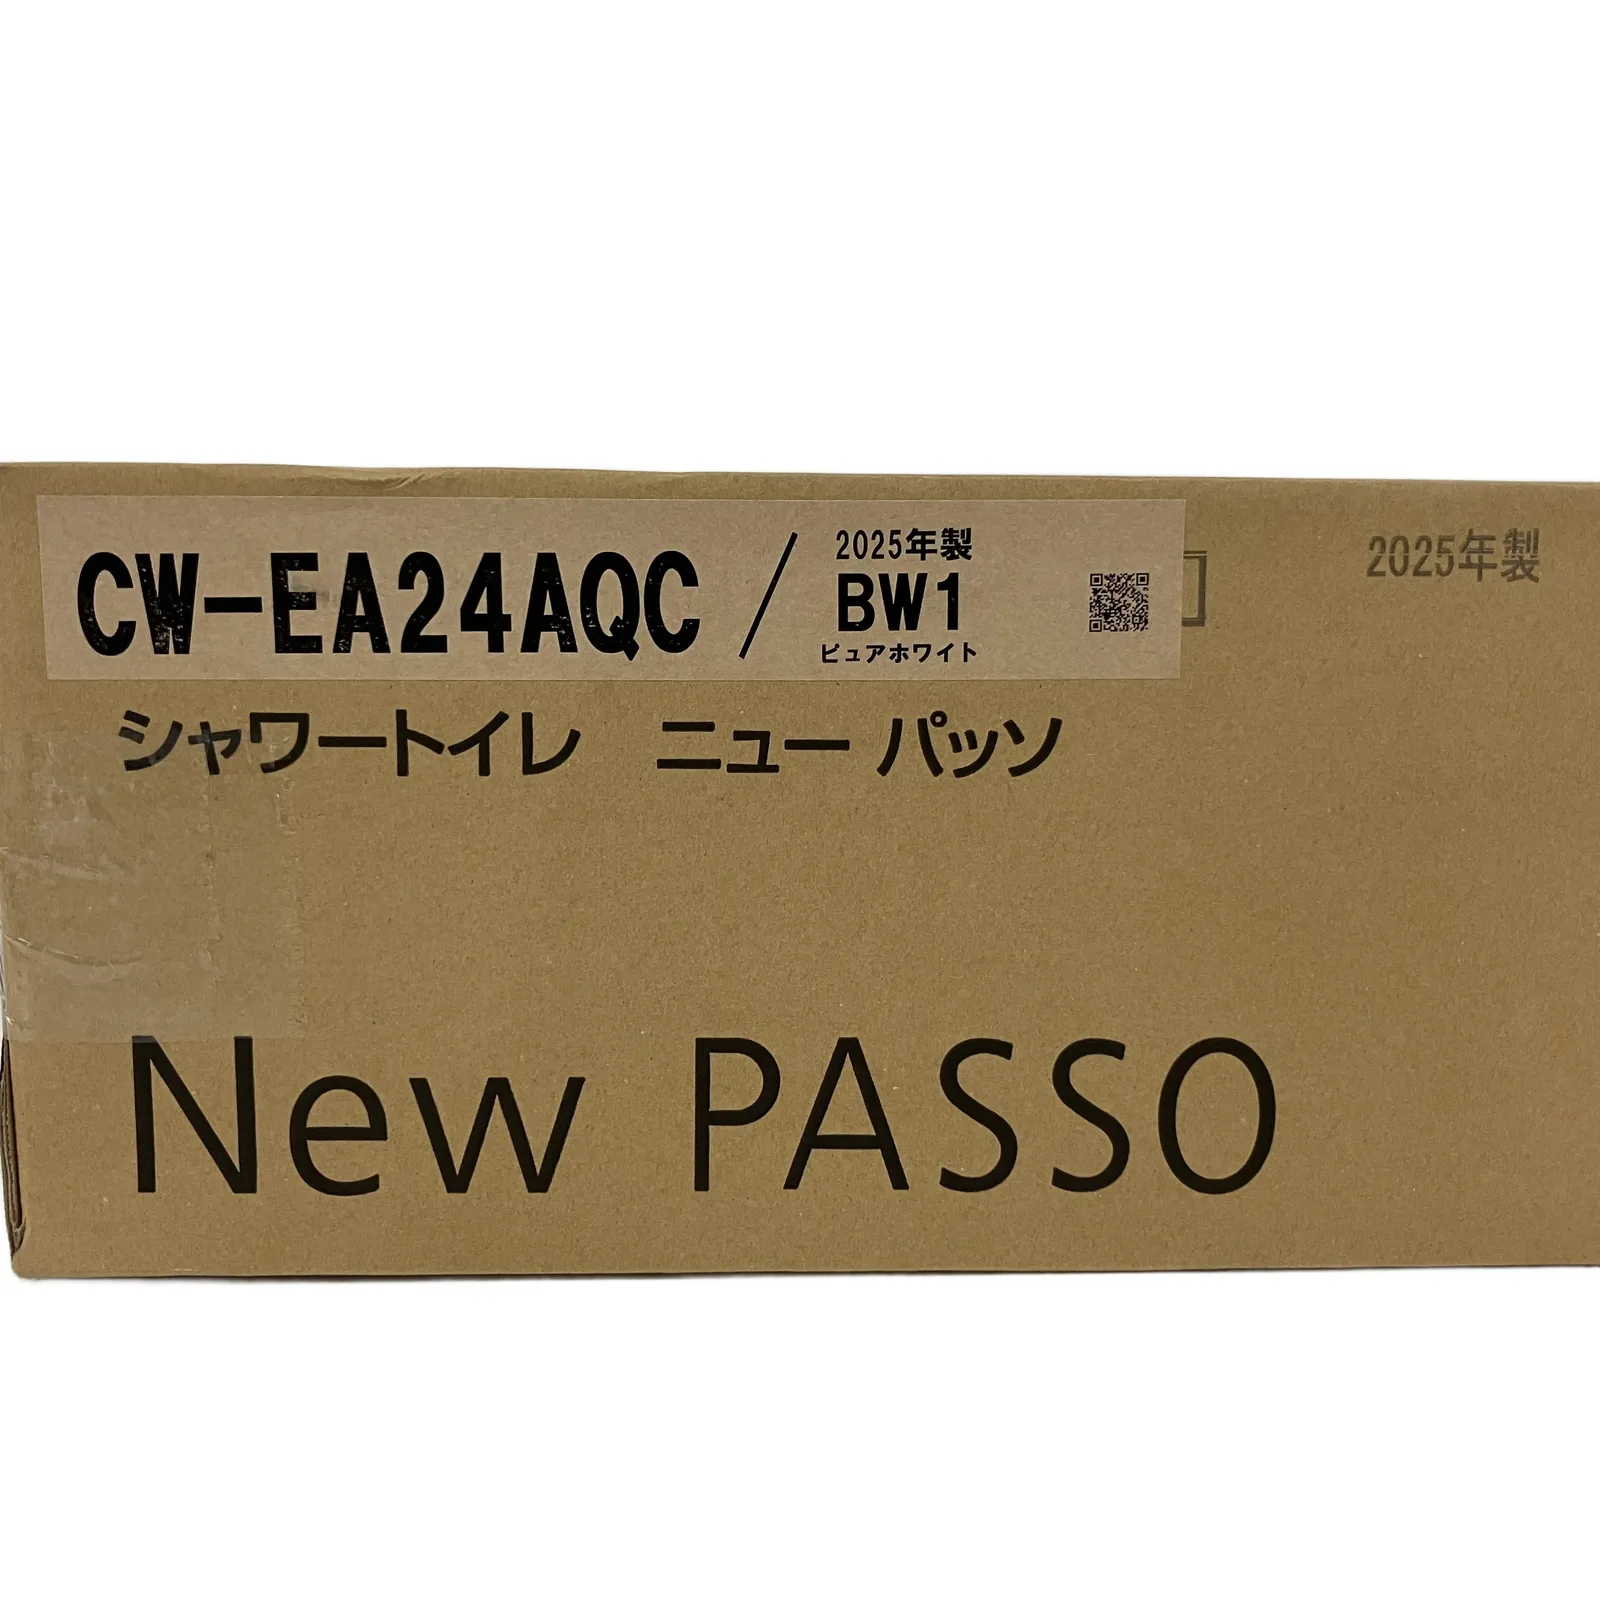 CW-EA24AQC / 2025年製
BW1
ピュアホワイト
2025年製
シャワートイレ ニュー パッソ
New PASSO